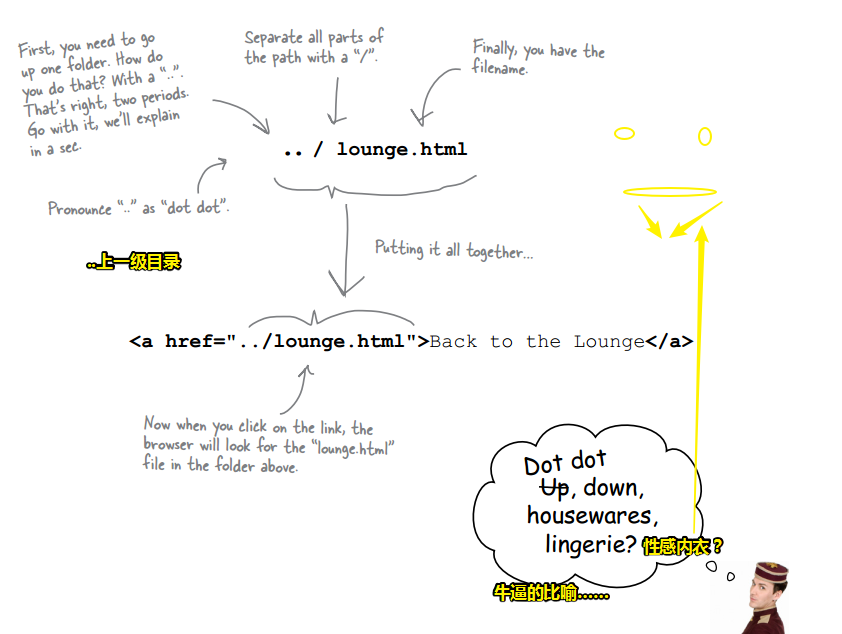 First, you need to go
up one folder. How do
you do that? With a "..".
That's right, two periods.
Go with it, we'll explain
in a sec.
Separate all parts of
the path with a "/".
Finally, you have the
filename.
.. / lounge.html
Pronounce ".." as "dot dot".
..上一级目录
Putting it all together...
<a href="../lounge.html">Back to the Lounge</a>
Now when you click on the link, the
browser will look for the "lounge.html"
file in the folder above.
Dot dot
Up, down,
housewares,
lingerie?
性感内衣？
牛逼的比喻......